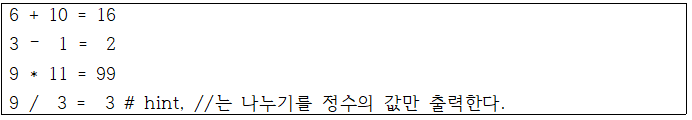 6 + 10 = 16
3 -  1 =  2
9 * 11 = 99
9 /  3 =  3 # hint, //는 나누기를 정수의 값만 출력한다.